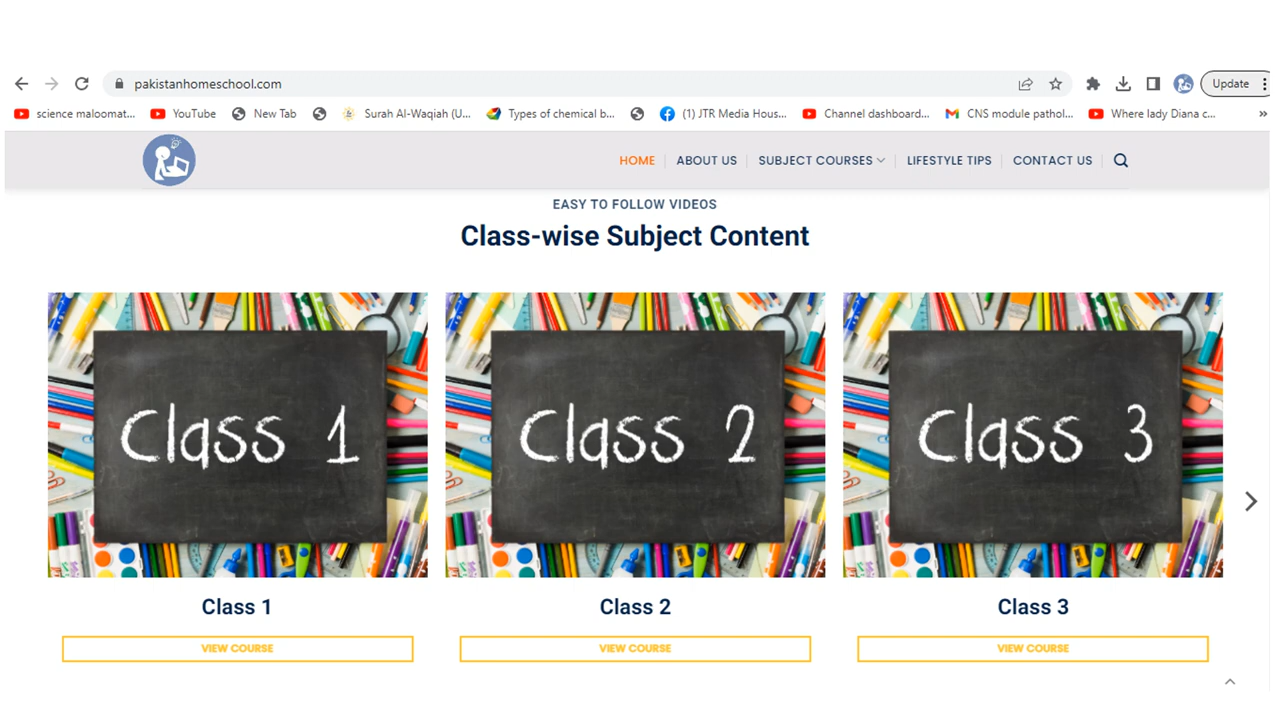 pakistanhomeschool.com
Update
science maloomat...
YouTube
New Tab
Surah Al-Waqiah (U...
Types of chemical b...
(1) JTR Media Hous...
Channel dashboard...
CNS module pathol...
Where lady Diana c...
HOME
ABOUT US
SUBJECT COURSES
LIFESTYLE TIPS
CONTACT US
EASY TO FOLLOW VIDEOS
Class-wise Subject Content
Class 1
Class 2
Class 3
Class 1
Class 2
Class 3
VIEW COURSE
VIEW COURSE
VIEW COURSE